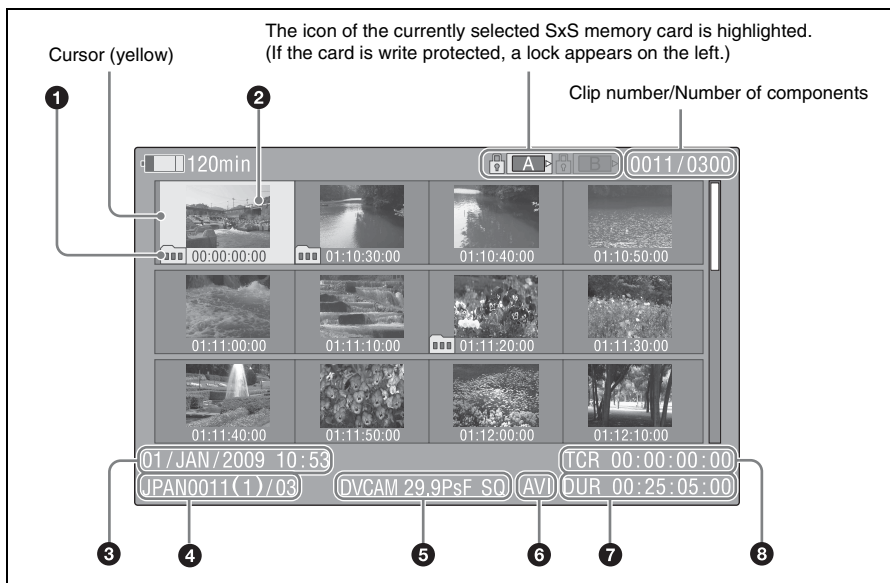 The icon of the currently selected SxS memory card is highlighted.
(If the card is write protected, a lock appears on the left.)
Cursor (yellow)
Clip number/Number of components
1
2
120min
A
B
0011/0300
00:00:00:00
01:10:30:00
01:10:40:00
01:10:50:00
01:11:00:00
01:11:10:00
01:11:20:00
01:11:30:00
01:11:40:00
01:11:50:00
01:12:00:00
01:12:10:00
01/JAN/2009 10:53
TCR 00:00:00:00
JPAN0011(1)/03
DVCAM 29.9PsF SQ
AVI
DUR 00:25:05:00
3
4
5
6
7
8